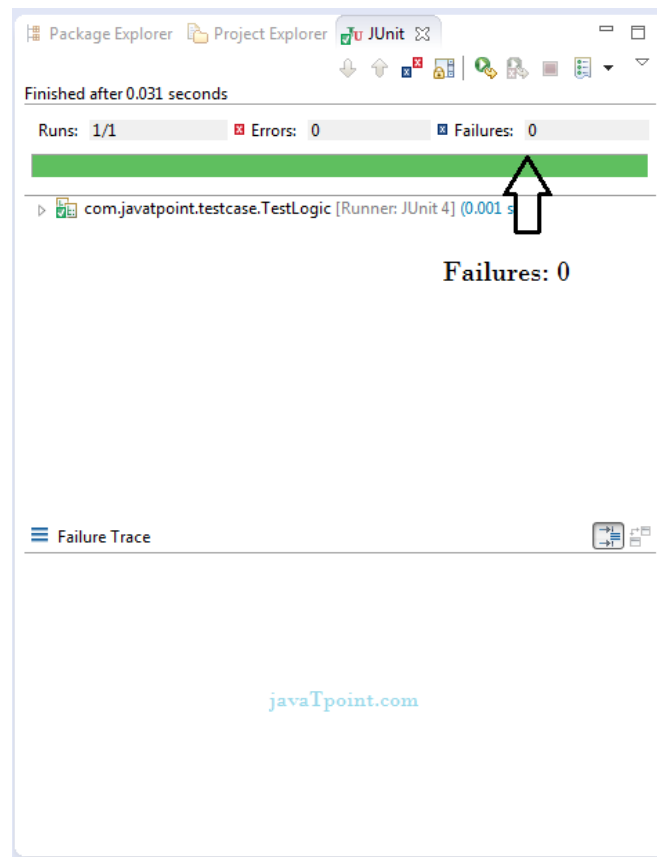 Package Explorer Project Explorer JU JUnit
Finished after 0.031 seconds
Runs: 1/1 Errors: 0 Failures: 0
com.javatpoint.testcase.TestLogic [Runner: JUnit 4] (0.001 s
Failures: 0
Failure Trace
javaTpoint.com